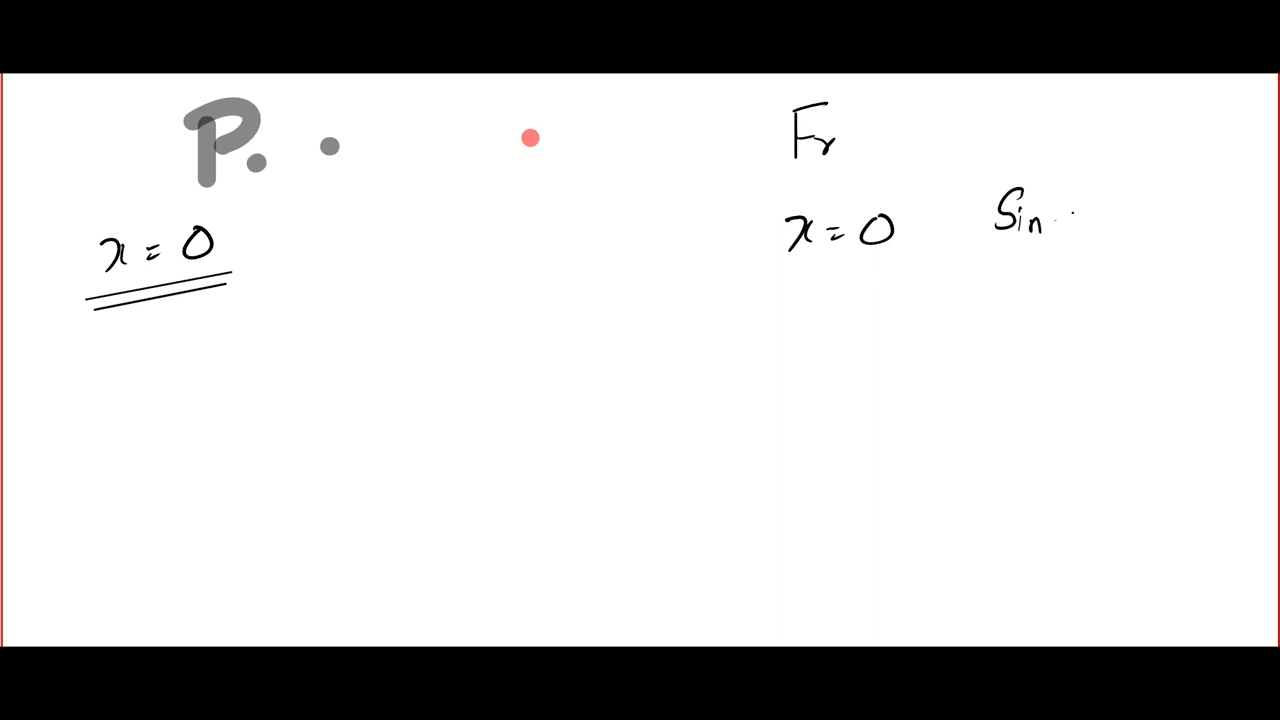 P.
Fr
x = 0
x = 0
Sin